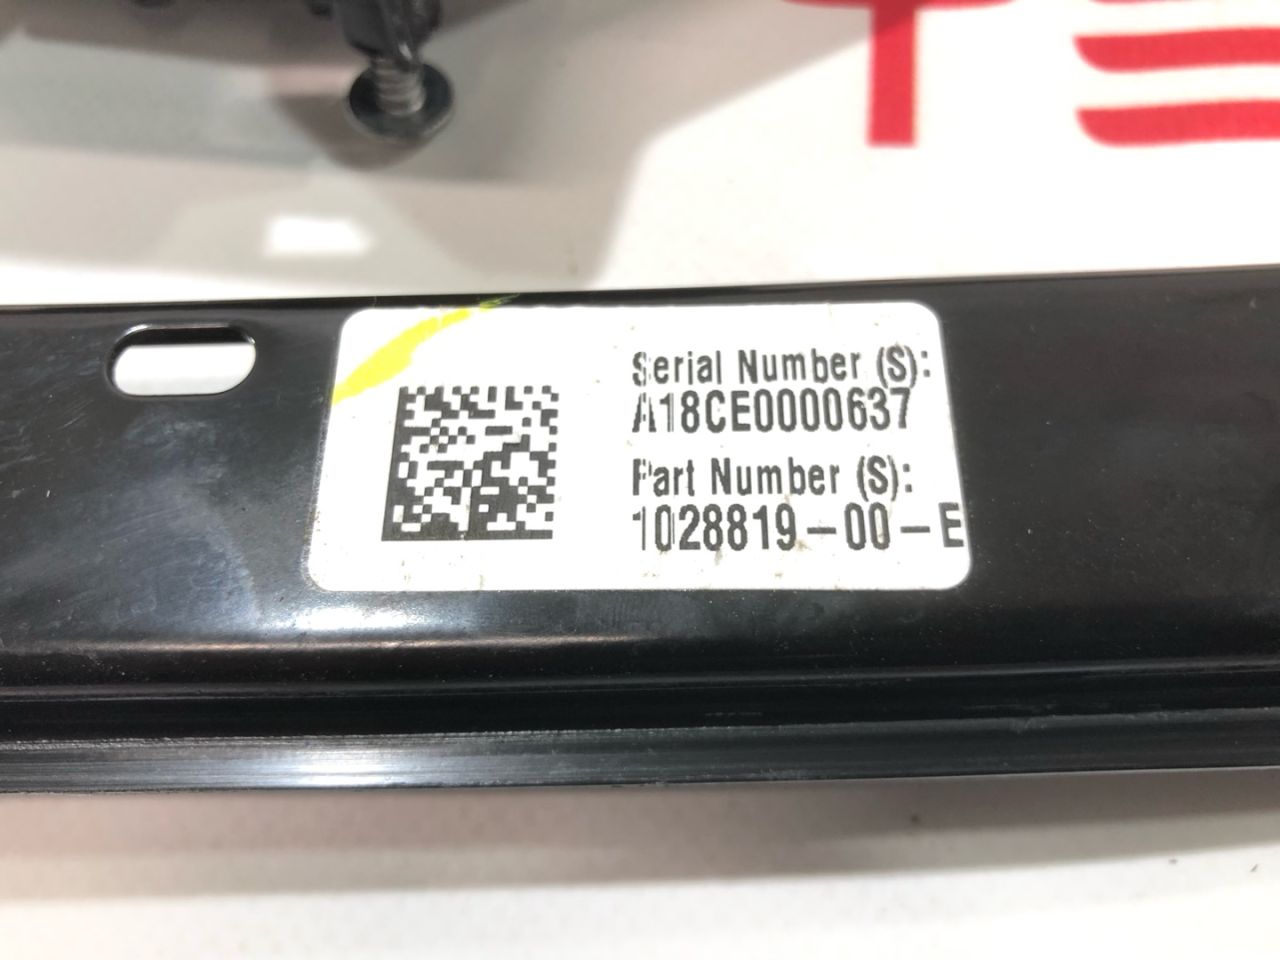 Serial Number (S):
A18CE0000637
Part Number (S):
1028819-00-E